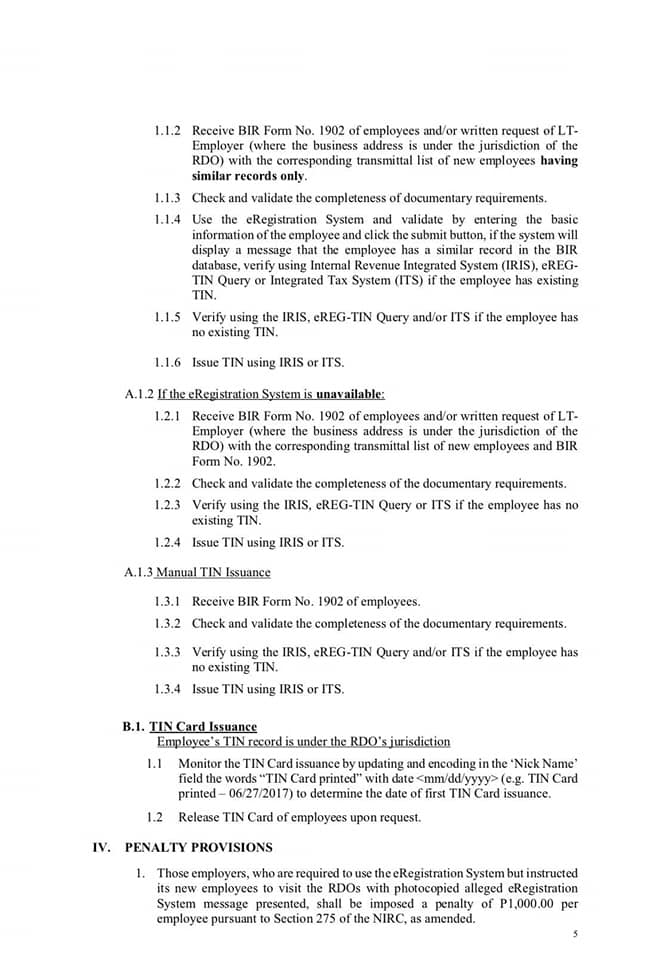 1.1.2 Receive BIR Form No. 1902 of employees and/or written request of LT-
Employer (where the business address is under the jurisdiction of the
RDO) with the corresponding transmittal list of new employees having
similar records only.
1.1.3 Check and validate the completeness of documentary requirements.
1.1.4 Use the eRegistration System and validate by entering the basic
information of the employee and click the submit button, if the system will
display a message that the employee has a similar record in the BIR
database, verify using Internal Revenue Integrated System (IRIS), eREG-
TIN Query or Integrated Tax System (ITS) if the employee has existing
TIN.
1.1.5 Verify using the IRIS, eREG-TIN Query and/or ITS if the employee has
no existing TIN.
1.1.6 Issue TIN using IRIS or ITS.
A.1.2 If the eRegistration System is unavailable:
1.2.1 Receive BIR Form No. 1902 of employees and/or written request of LT-
Employer (where the business address is under the jurisdiction of the
RDO) with the corresponding transmittal list of new employees and BIR
Form No. 1902.
1.2.2 Check and validate the completeness of the documentary requirements.
1.2.3 Verify using the IRIS, eREG-TIN Query or ITS if the employee has no
existing TIN.
1.2.4 Issue TIN using IRIS or ITS.
A.1.3 Manual TIN Issuance
1.3.1 Receive BIR Form No. 1902 of employees.
1.3.2 Check and validate the completeness of the documentary requirements.
1.3.3 Verify using the IRIS, eREG-TIN Query and/or ITS if the employee has
no existing TIN.
1.3.4 Issue TIN using IRIS or ITS.
B.1. TIN Card Issuance
Employee's TIN record is under the RDO's jurisdiction
1.1 Monitor the TIN Card issuance by updating and encoding in the 'Nick Name'
field the words "TIN Card printed" with date <mm/dd/yyyy> (e.g. TIN Card
printed – 06/27/2017) to determine the date of first TIN Card issuance.
1.2 Release TIN Card of employees upon request.
IV. PENALTY PROVISIONS
1. Those employers, who are required to use the eRegistration System but instructed
its new employees to visit the RDOs with photocopied alleged eRegistration
System message presented, shall be imposed a penalty of P1,000.00 per
employee pursuant to Section 275 of the NIRC, as amended.
5